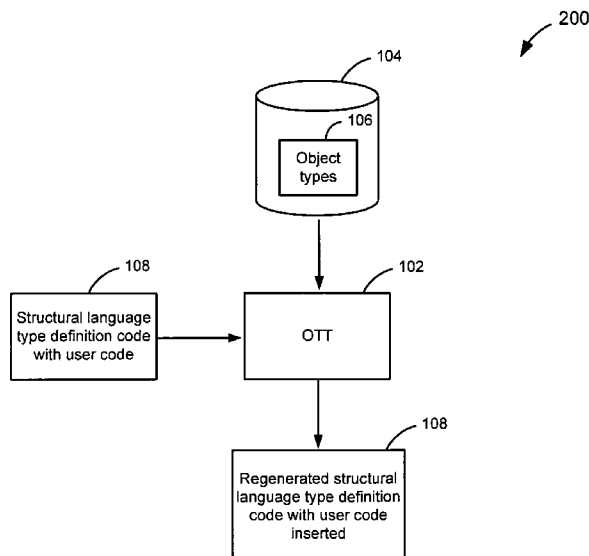 200
104
106
Object
types
108
102
Structural language
type definition code
with user code
OTT
108
Regenerated structural
language type definition
code with user code
inserted